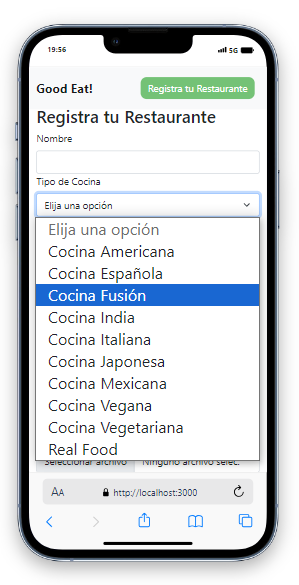 19:56
5G
Good Eat!
Registra tu Restaurante
Registra tu Restaurante
Nombre
Tipo de Cocina
Elija una opción
Elija una opción
Cocina Americana
Cocina Española
Cocina Fusión
Cocina India
Cocina Italiana
Cocina Japonesa
Cocina Mexicana
Cocina Vegana
Cocina Vegetariana
Real Food
Seleccionar archivo Ninguno archivo selec.
AA http://localhost:3000